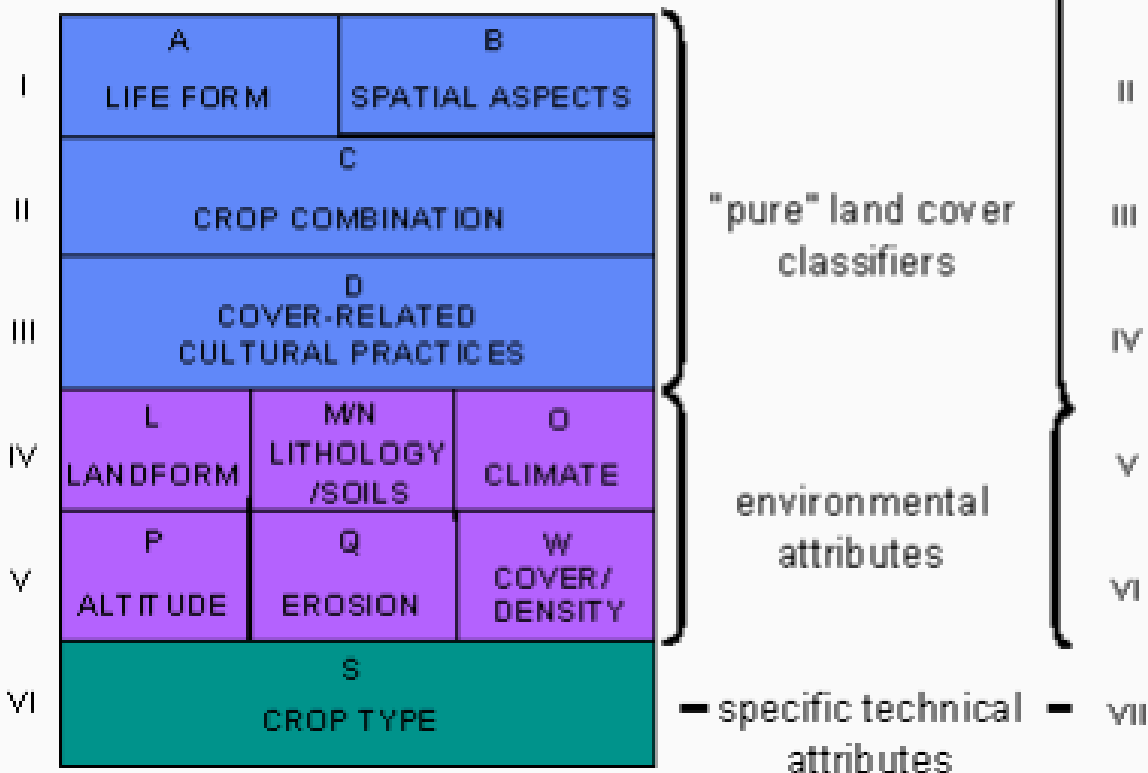 I
A
LIFE FORM
B
SPATIAL ASPECTS
II
II
C
CROP COMBINATION
"pure" land cover
classifiers
III
III
D
COVER-RELATED
CULTURAL PRACTICES
IV
IV
L
LANDFORM
M/N
LITHOLOGY
/SOILS
O
CLIMATE
V
environmental
attributes
V
P
ALTITUDE
Q
EROSION
W
COVER/
DENSITY
VI
VI
S
CROP TYPE
specific technical
attributes
VII